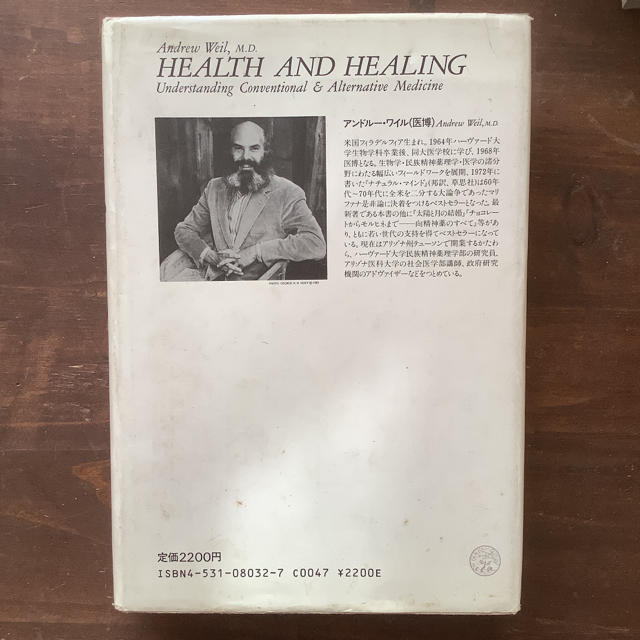 Andrew Weil, M.D.
HEALTH AND HEALING
Understanding Conventional & Alternative Medicine
アンドルー・ワイル(医博) Andrew Weil, M.D.
米国フィラデルフィア生まれ。1964年ハーヴァード大
学生物学科卒業後、同大医学校に学び、1968年
医博となる。生物学・民族精神薬理学・医学の諸分
野にわたる幅広いフィールドワークを展開、1972年に
書いた『ナチュラル・マインド』(邦訳、草思社)は60年
代〜70年代に全米を二分する大論争であったマリ
ファナ是非論に決着をつけるベストセラーとなった。最
新著である本書の他に『太陽と月の結婚』『チョコレー
トからモルヒネまで——向精神薬のすべて』等があ
り、ともに若い世代の支持を得てベストセラーになって
いる。現在はアリゾナ州テューソンで開業するかたわ
ら、ハーヴァード大学民族精神薬理学部の研究員、
アリゾナ医科大学の社会医学部講師、政府研究
機関のアドヴァイザーなどをつとめている。
定価2200円
ISBN4-531-08032-7 C0047 ¥2200E